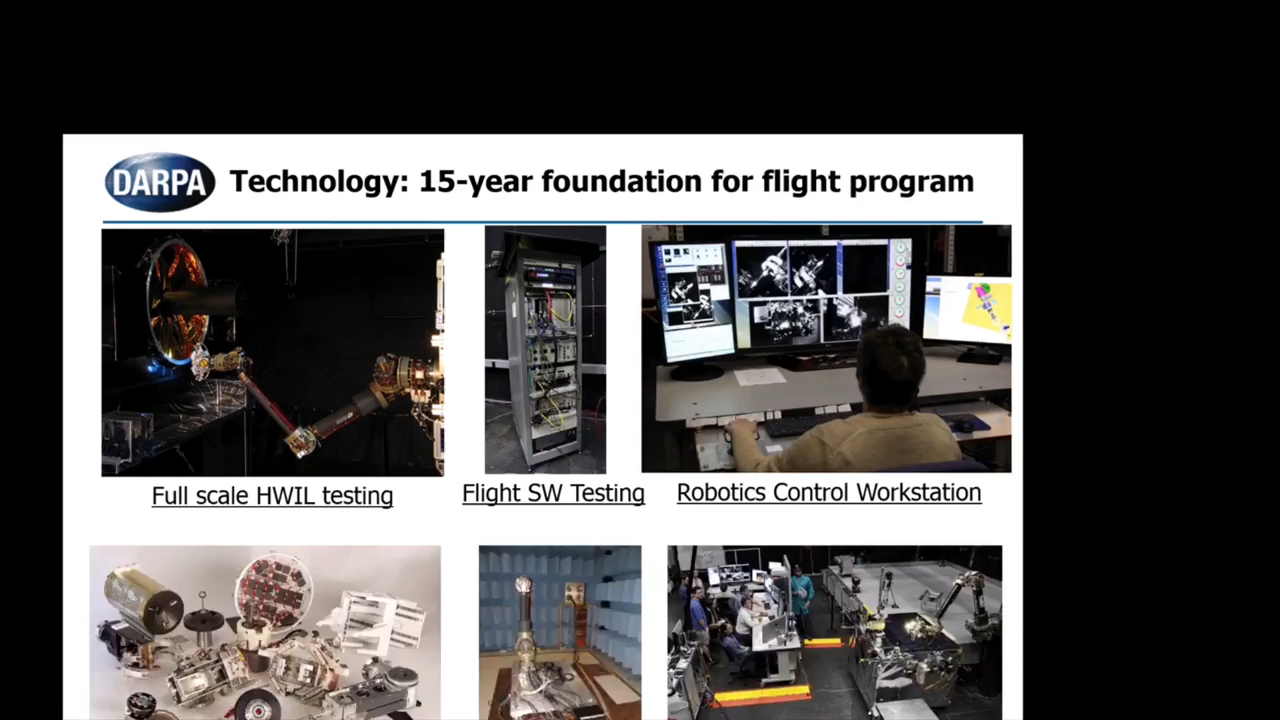 DARPA
Technology: 15-year foundation for flight program
Full scale HWIL testing
Flight SW Testing
Robotics Control Workstation